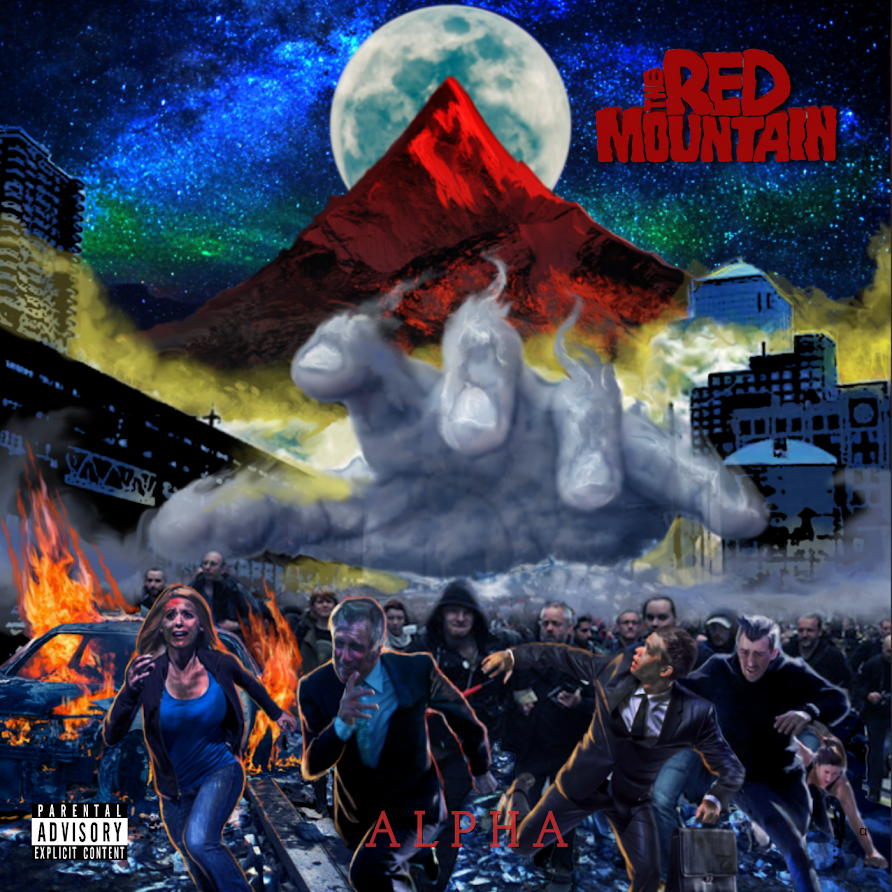 THE RED
MOUNTAIN
ALPHA
PARENTAL
ADVISORY
EXPLICIT CONTENT
a